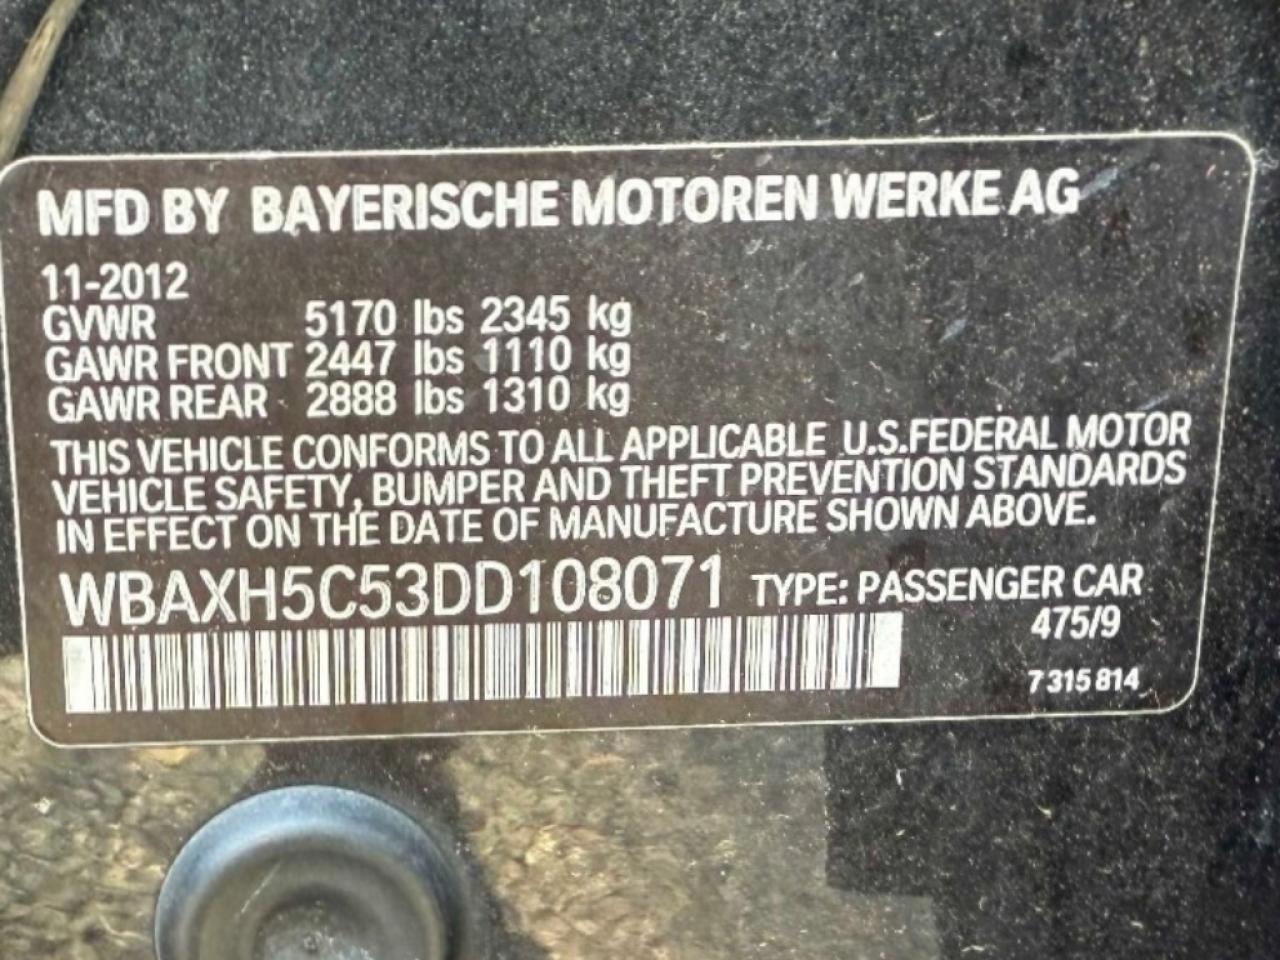 MFD BY BAYERISCHE MOTOREN WERKE AG
11-2012
GVWR 5170 lbs 2345 kg
GAWR FRONT 2447 lbs 1110 kg
GAWR REAR 2888 lbs 1310 kg
THIS VEHICLE CONFORMS TO ALL APPLICABLE U.S.FEDERAL MOTOR
VEHICLE SAFETY, BUMPER AND THEFT PREVENTION STANDARDS
IN EFFECT ON THE DATE OF MANUFACTURE SHOWN ABOVE.
WBAXH5C53DD108071 TYPE: PASSENGER CAR
475/9
7 315 814